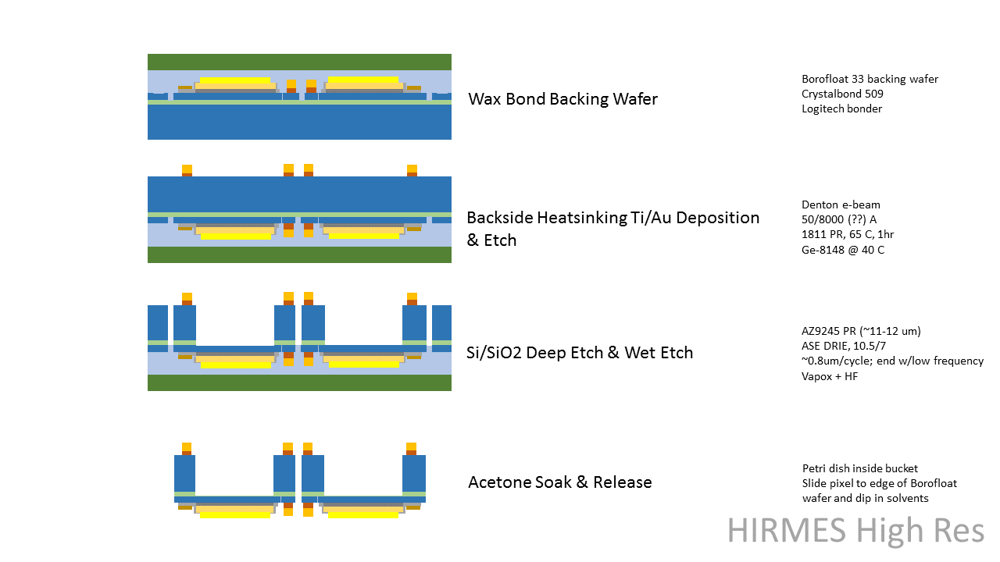 Wax Bond Backing Wafer
Borofloat 33 backing wafer
Crystalbond 509
Logitech bonder
Backside Heatsinking Ti/Au Deposition
& Etch
Denton e-beam
50/8000 (??) A
1811 PR, 65 C, 1hr
Ge-8148 @ 40 C
Si/SiO2 Deep Etch & Wet Etch
AZ9245 PR (~11-12 um)
ASE DRIE, 10.5/7
~0.8um/cycle; end w/low frequency
Vapox + HF
Acetone Soak & Release
Petri dish inside bucket
Slide pixel to edge of Borofloat
wafer and dip in solvents
HIRMES High Res